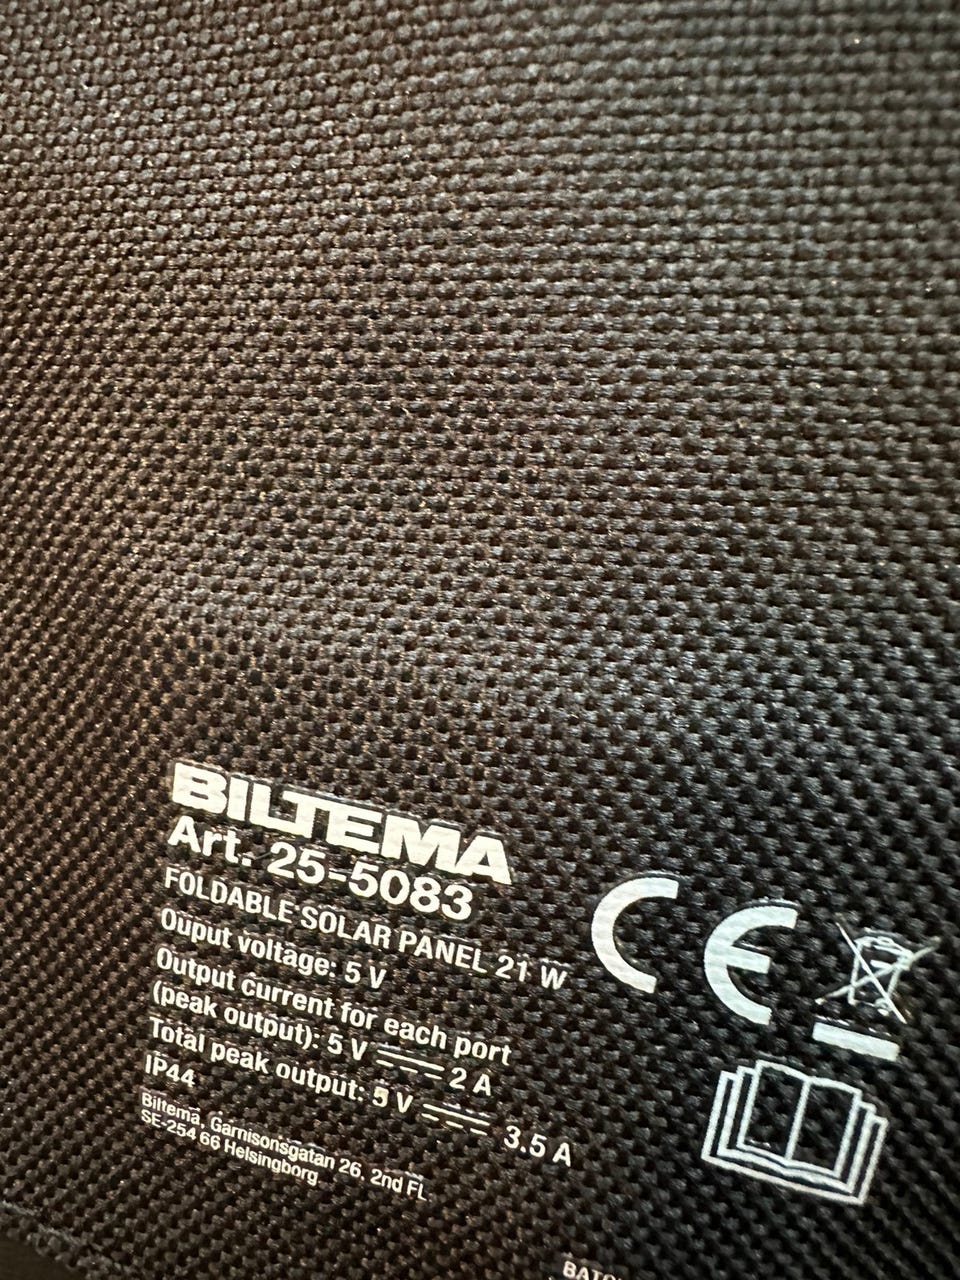 BILTEMA
Art. 25-5083
FOLDABLE SOLAR PANEL 21 W
Ouput voltage: 5 V
Output current for each port
(peak output): 5 V ⎓ 2 A
Total peak output: 5 V ⎓ 3.5 A
IP44
Biltema, Garnisonsgatan 26, 2nd FL
SE-254 66 Helsingborg
CE